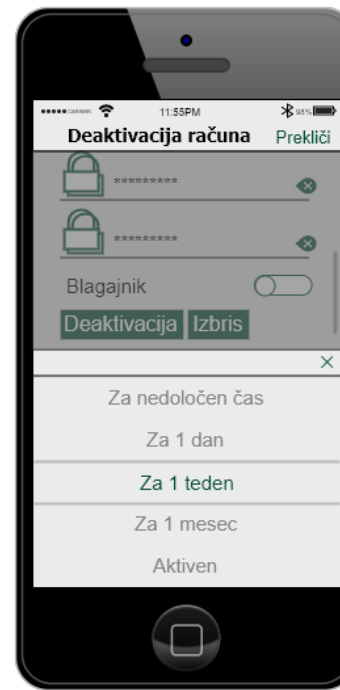 11:55PM 98%
Deaktivacija računa Prekliči
*********
*********
Blagajnik
Deaktivacija Izbris
Za nedoločen čas
Za 1 dan
Za 1 teden
Za 1 mesec
Aktiven